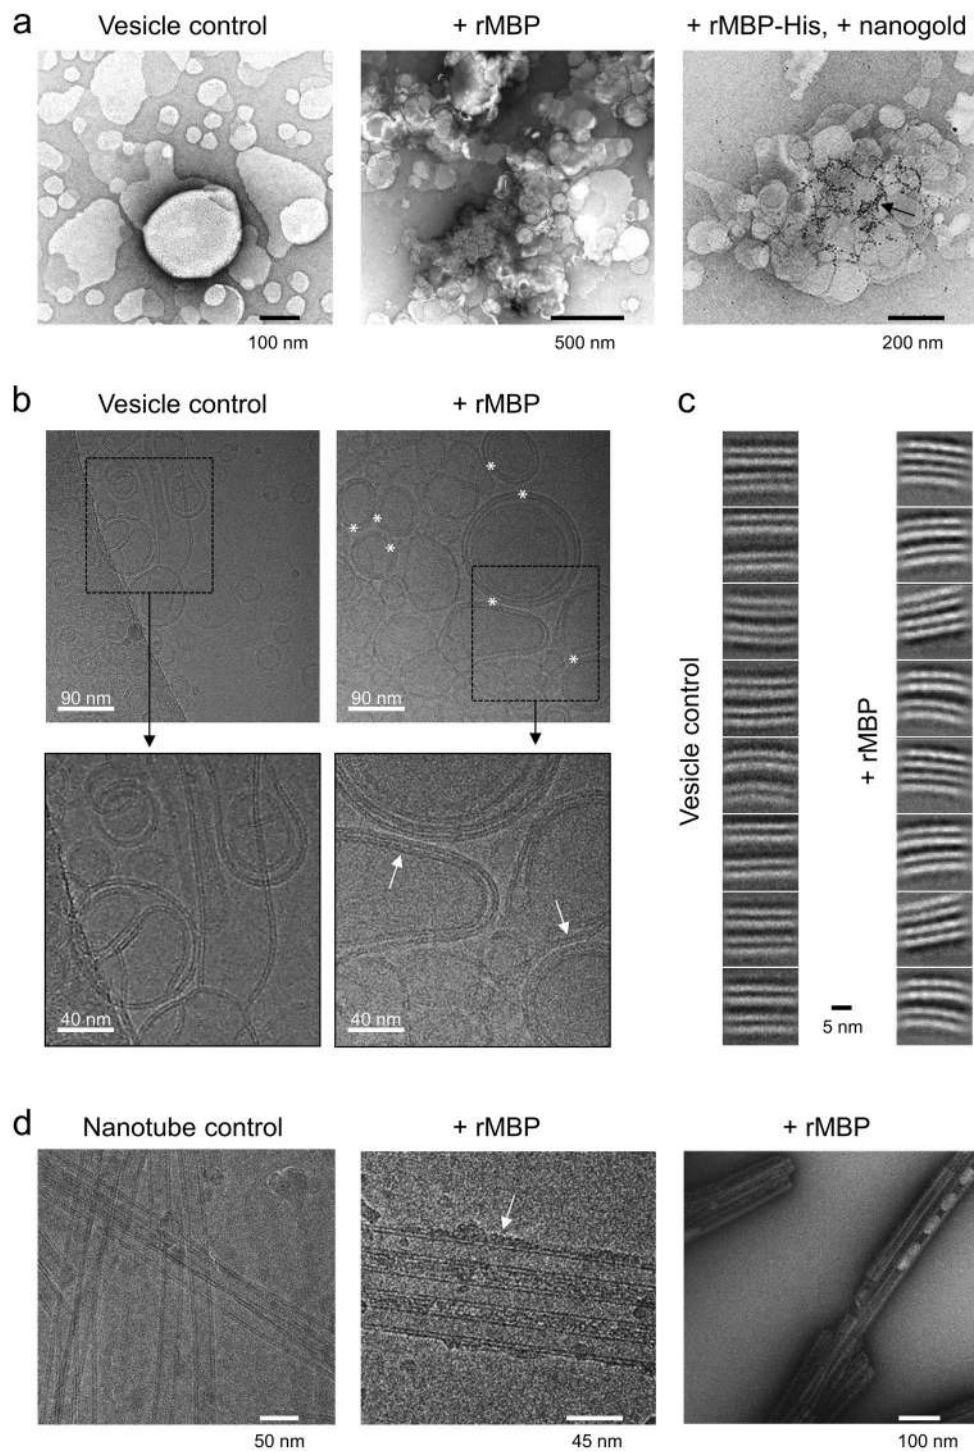 a
Vesicle control
+ rMBP
+ rMBP-His, + nanogold
100 nm
500 nm
200 nm
b
Vesicle control
+ rMBP
c
* * * * * * *
90 nm
90 nm
40 nm
40 nm
Vesicle control
+ rMBP
5 nm
d
Nanotube control
+ rMBP
+ rMBP
50 nm
45 nm
100 nm